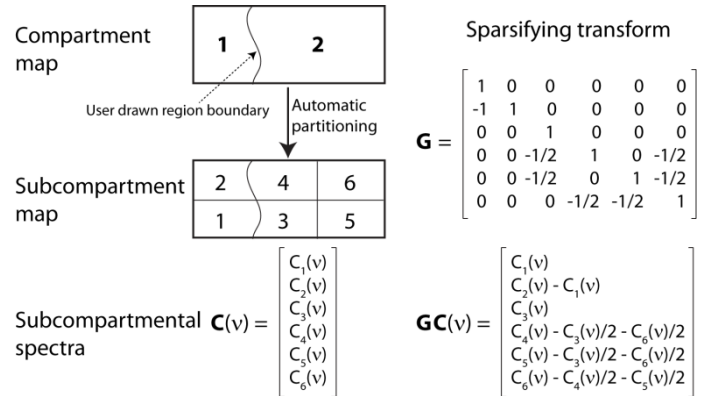 Compartment map
1 2
User drawn region boundary
Automatic partitioning
Subcompartment map
2 4 6
1 3 5
Subcompartmental spectra
C(ν) =
C₁(ν)
C₂(ν)
C₃(ν)
C₄(ν)
C₅(ν)
C₆(ν)
Sparsifying transform
G =
1 0 0 0 0 0
-1 1 0 0 0 0
0 0 1 0 0 0
0 0 -1/2 1 0 -1/2
0 0 -1/2 0 1 -1/2
0 0 0 -1/2 -1/2 1
GC(ν) =
C₁(ν)
C₂(ν) - C₁(ν)
C₃(ν)
C₄(ν) - C₃(ν)/2 - C₆(ν)/2
C₅(ν) - C₃(ν)/2 - C₆(ν)/2
C₆(ν) - C₄(ν)/2 - C₅(ν)/2